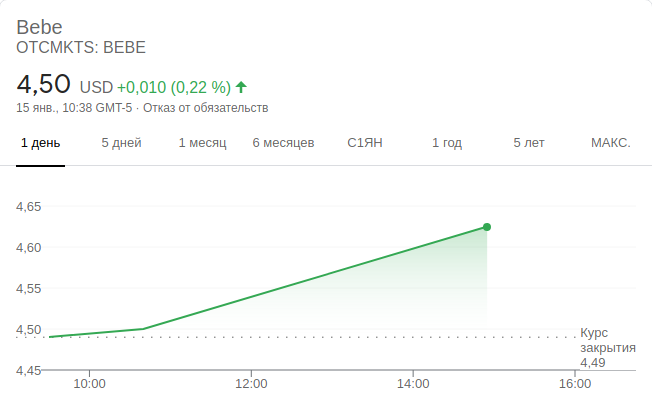 Bebe
OTCMKTS: BEBE
4,50 USD +0,010 (0,22 %)
15 янв., 10:38 GMT-5 · Отказ от обязательств
1 день 5 дней 1 месяц 6 месяцев С1ЯН 1 год 5 лет МАКС.
4,65
4,60
4,55
4,50
Курс
закрытия
4,49
4,45
10:00 12:00 14:00 16:00